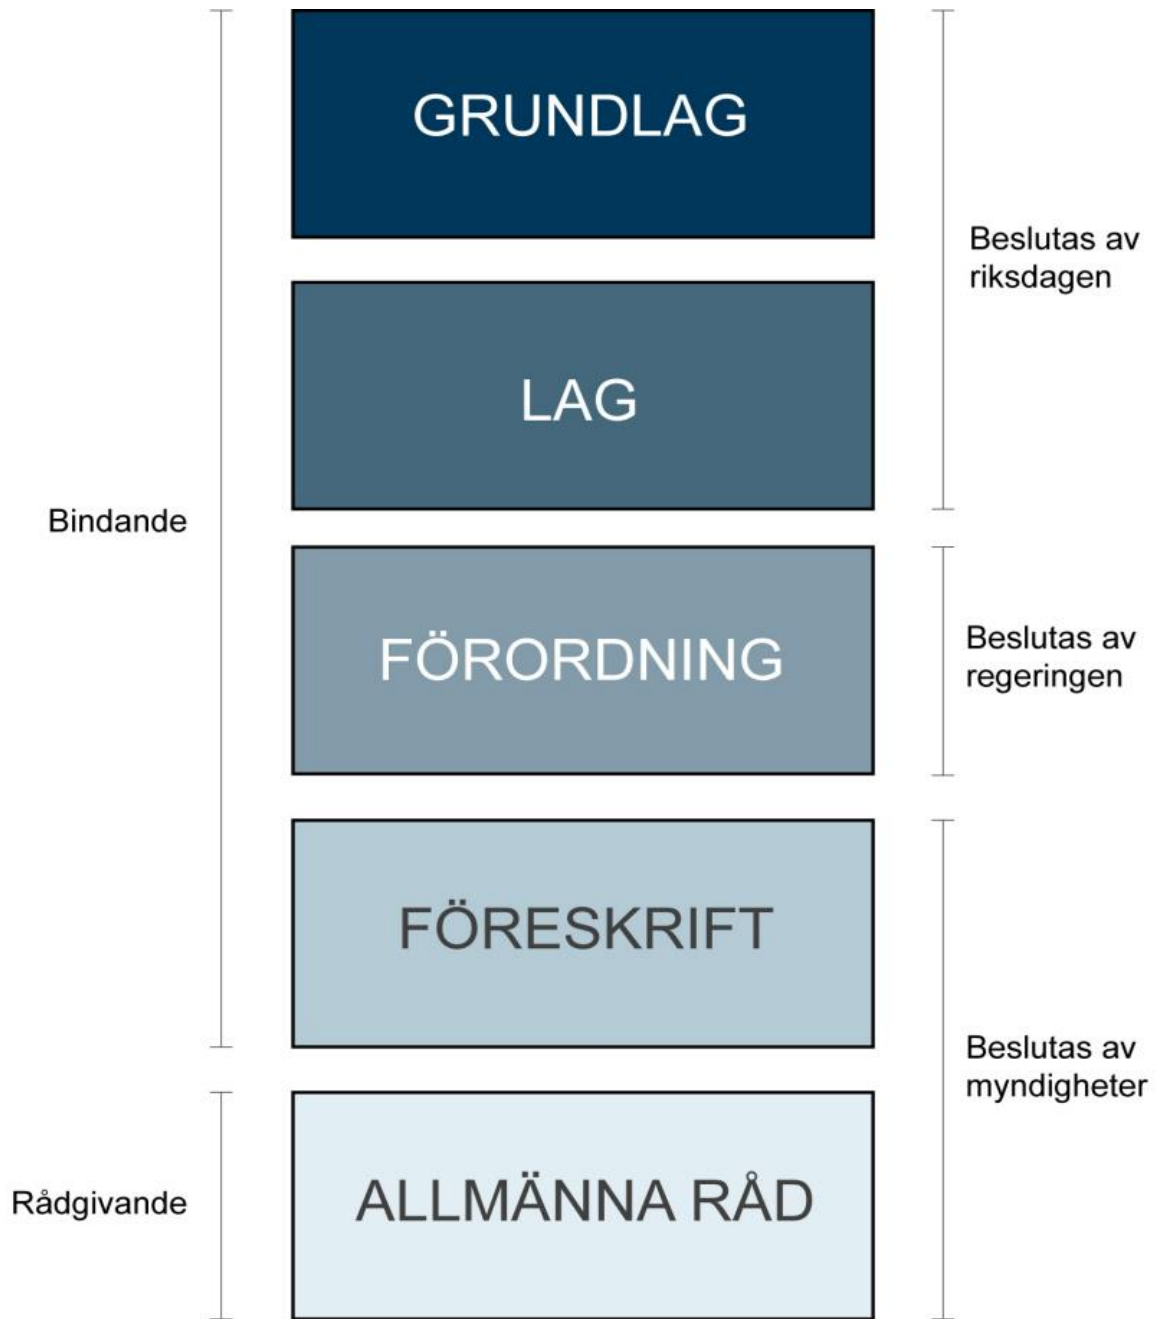 GRUNDLAG
Beslutas av
riksdagen
LAG
Bindande
FÖRORDNING
Beslutas av
regeringen
FÖRESKRIFT
Beslutas av
myndigheter
Rådgivande
ALLMÄNNA RÅD